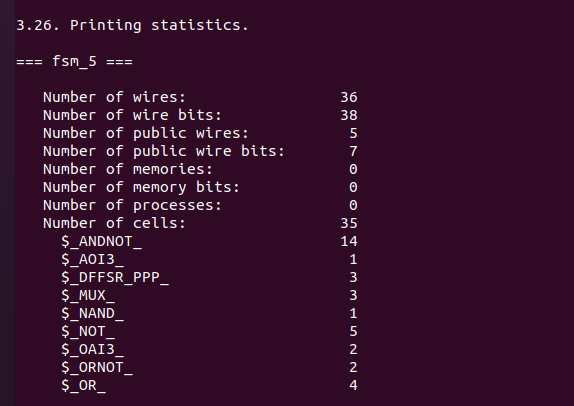 3.26. Printing statistics.
=== fsm_5 ===
Number of wires: 36
Number of wire bits: 38
Number of public wires: 5
Number of public wire bits: 7
Number of memories: 0
Number of memory bits: 0
Number of processes: 0
Number of cells: 35
$_ANDNOT_ 14
$_AOI3_ 1
$_DFFSR_PPP_ 3
$_MUX_ 3
$_NAND_ 1
$_NOT_ 5
$_OAI3_ 2
$_ORNOT_ 2
$_OR_ 4